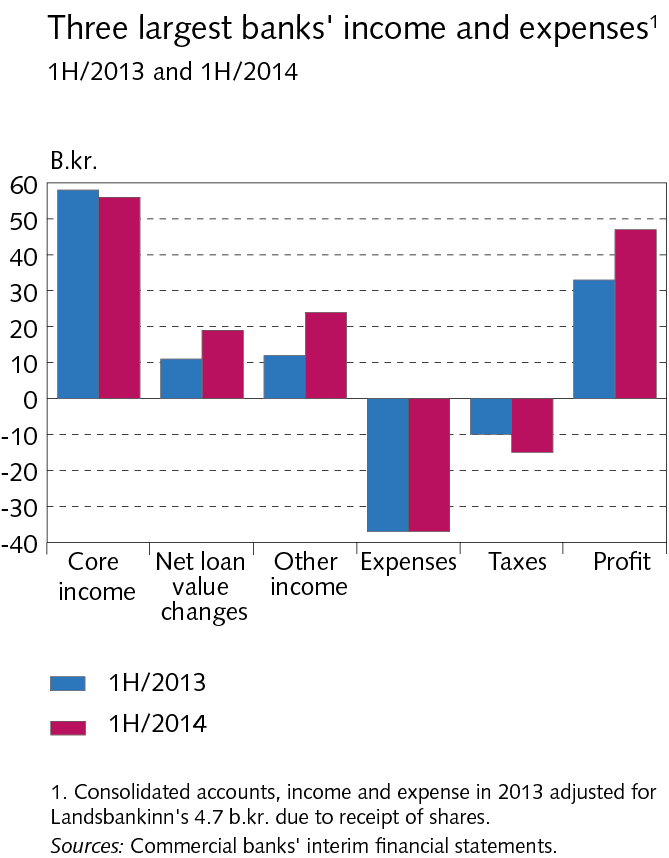 Three largest banks' income and expenses¹
1H/2013 and 1H/2014
B.kr.
60
50
40
30
20
10
0
-10
-20
-30
-40
Core
income
Net loan
value
changes
Other
income
Expenses
Taxes
Profit
1H/2013
1H/2014
1. Consolidated accounts, income and expense in 2013 adjusted for
Landsbankinn's 4.7 b.kr. due to receipt of shares.
Sources: Commercial banks' interim financial statements.